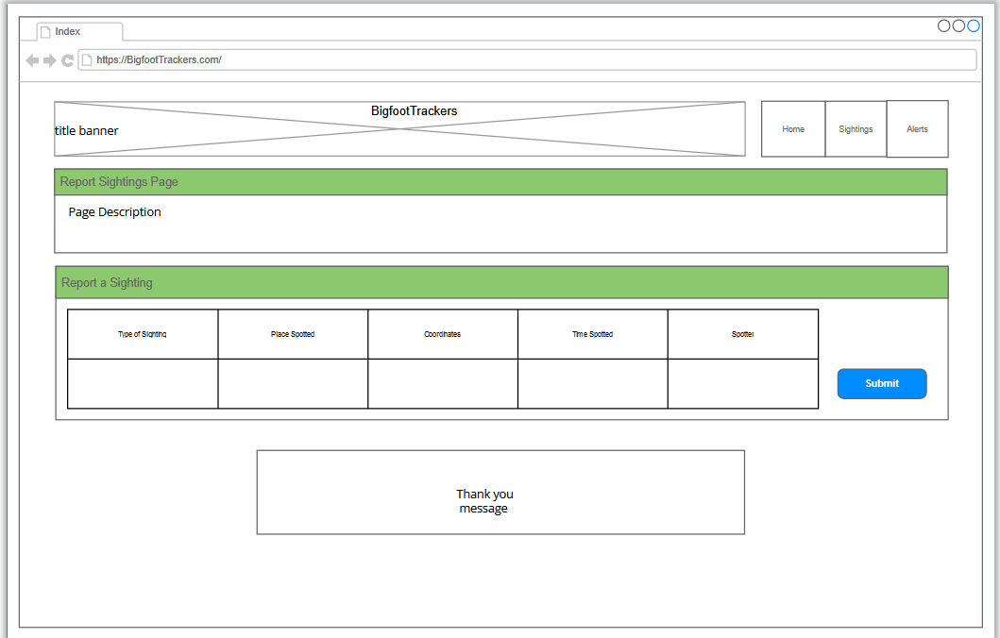 Index
https://BigfootTrackers.com/
BigfootTrackers
title banner
Home
Sightings
Alerts
Report Sightings Page
Page Description
Report a Sighting
Type of Sighting
Place Spotted
Coordinates
Time Spotted
Spotter
Submit
Thank you
message